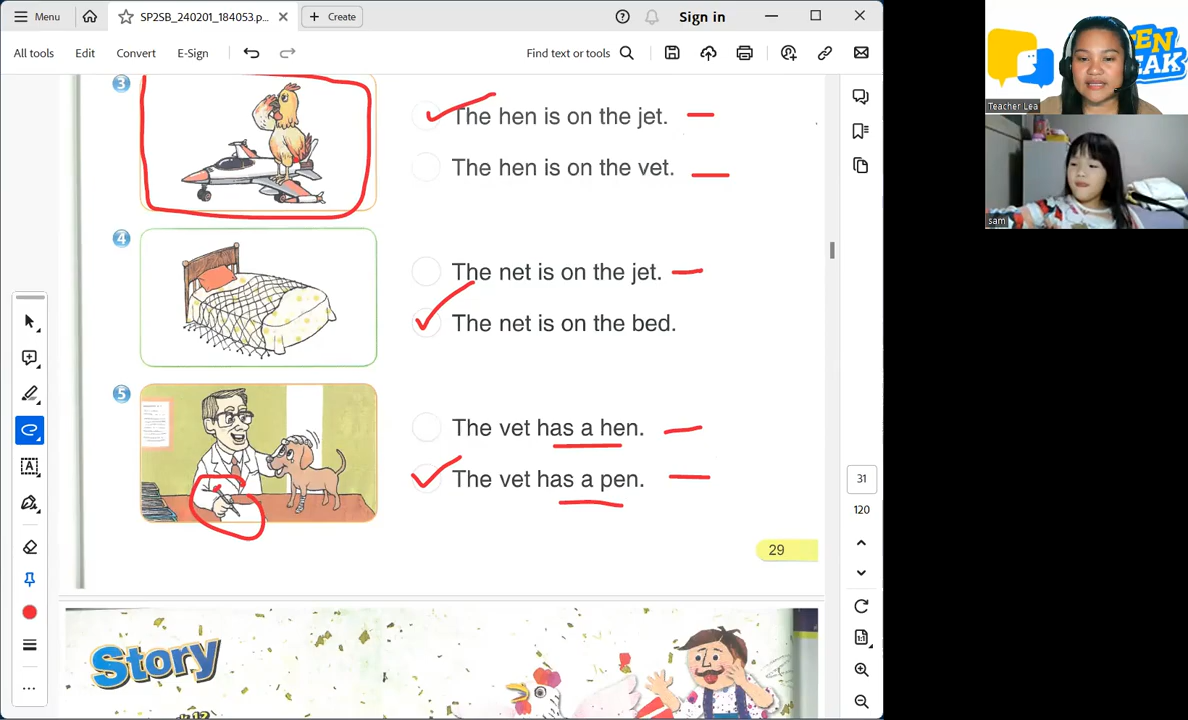 Menu
SP2SB_240201_184053.p...
Create
Sign in
All tools
Edit
Convert
E-Sign
Find text or tools
3
The hen is on the jet.
The hen is on the vet.
4
The net is on the jet.
The net is on the bed.
5
The vet has a hen.
The vet has a pen.
29
31
120
Story
Teacher Lea
sam
EN
EAK